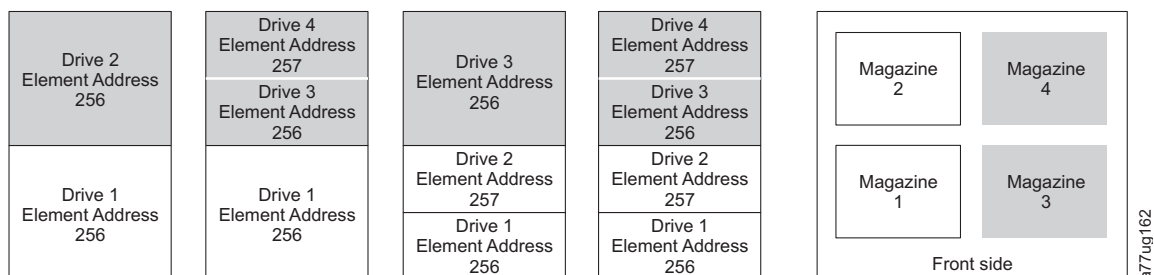 Drive 2
Element Address
256
Drive 1
Element Address
256
Drive 4
Element Address
257
Drive 3
Element Address
256
Drive 1
Element Address
256
Drive 3
Element Address
256
Drive 2
Element Address
257
Drive 1
Element Address
256
Drive 4
Element Address
257
Drive 3
Element Address
256
Drive 2
Element Address
257
Drive 1
Element Address
256
Magazine
2
Magazine
4
Magazine
1
Magazine
3
Front side
a77ug162